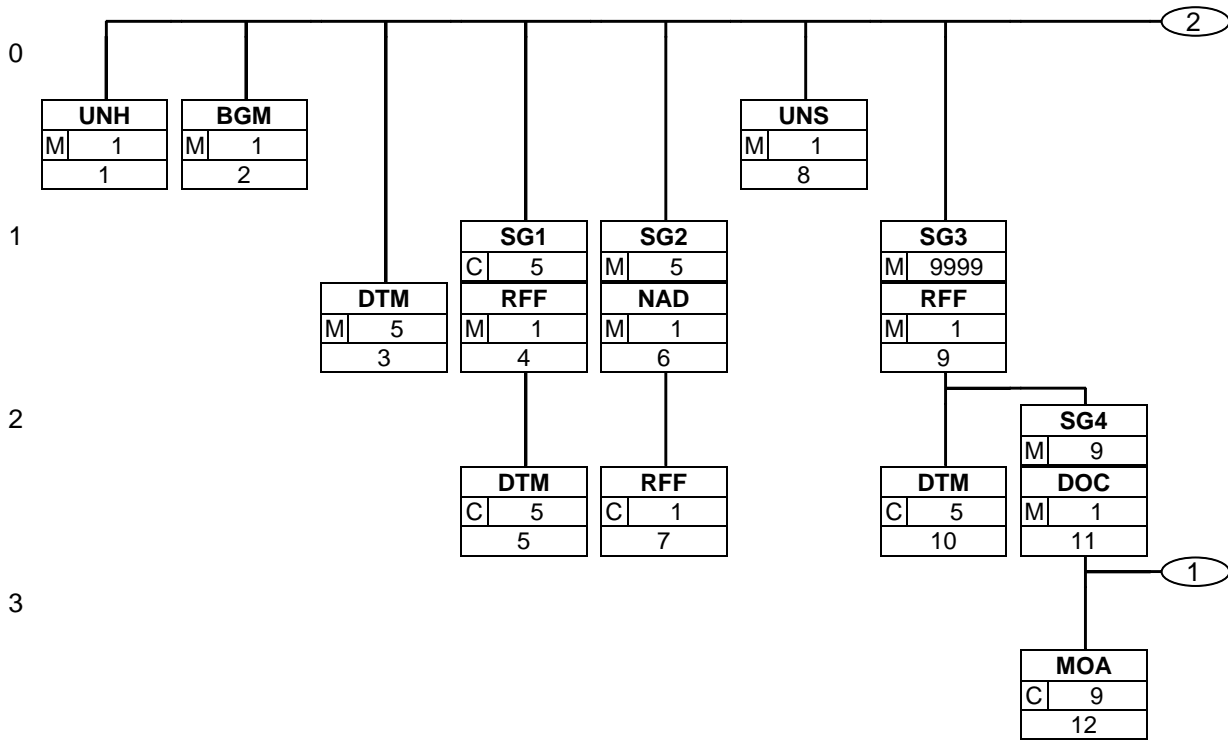 2
0
UNH
M 1
1
BGM
M 1
2
UNS
M 1
8
1
DTM
M 5
3
SG1
C 5
RFF
M 1
4
SG2
M 5
NAD
M 1
6
SG3
M 9999
RFF
M 1
9
2
DTM
C 5
5
RFF
C 1
7
DTM
C 5
10
SG4
M 9
DOC
M 1
11
1
3
MOA
C 9
12